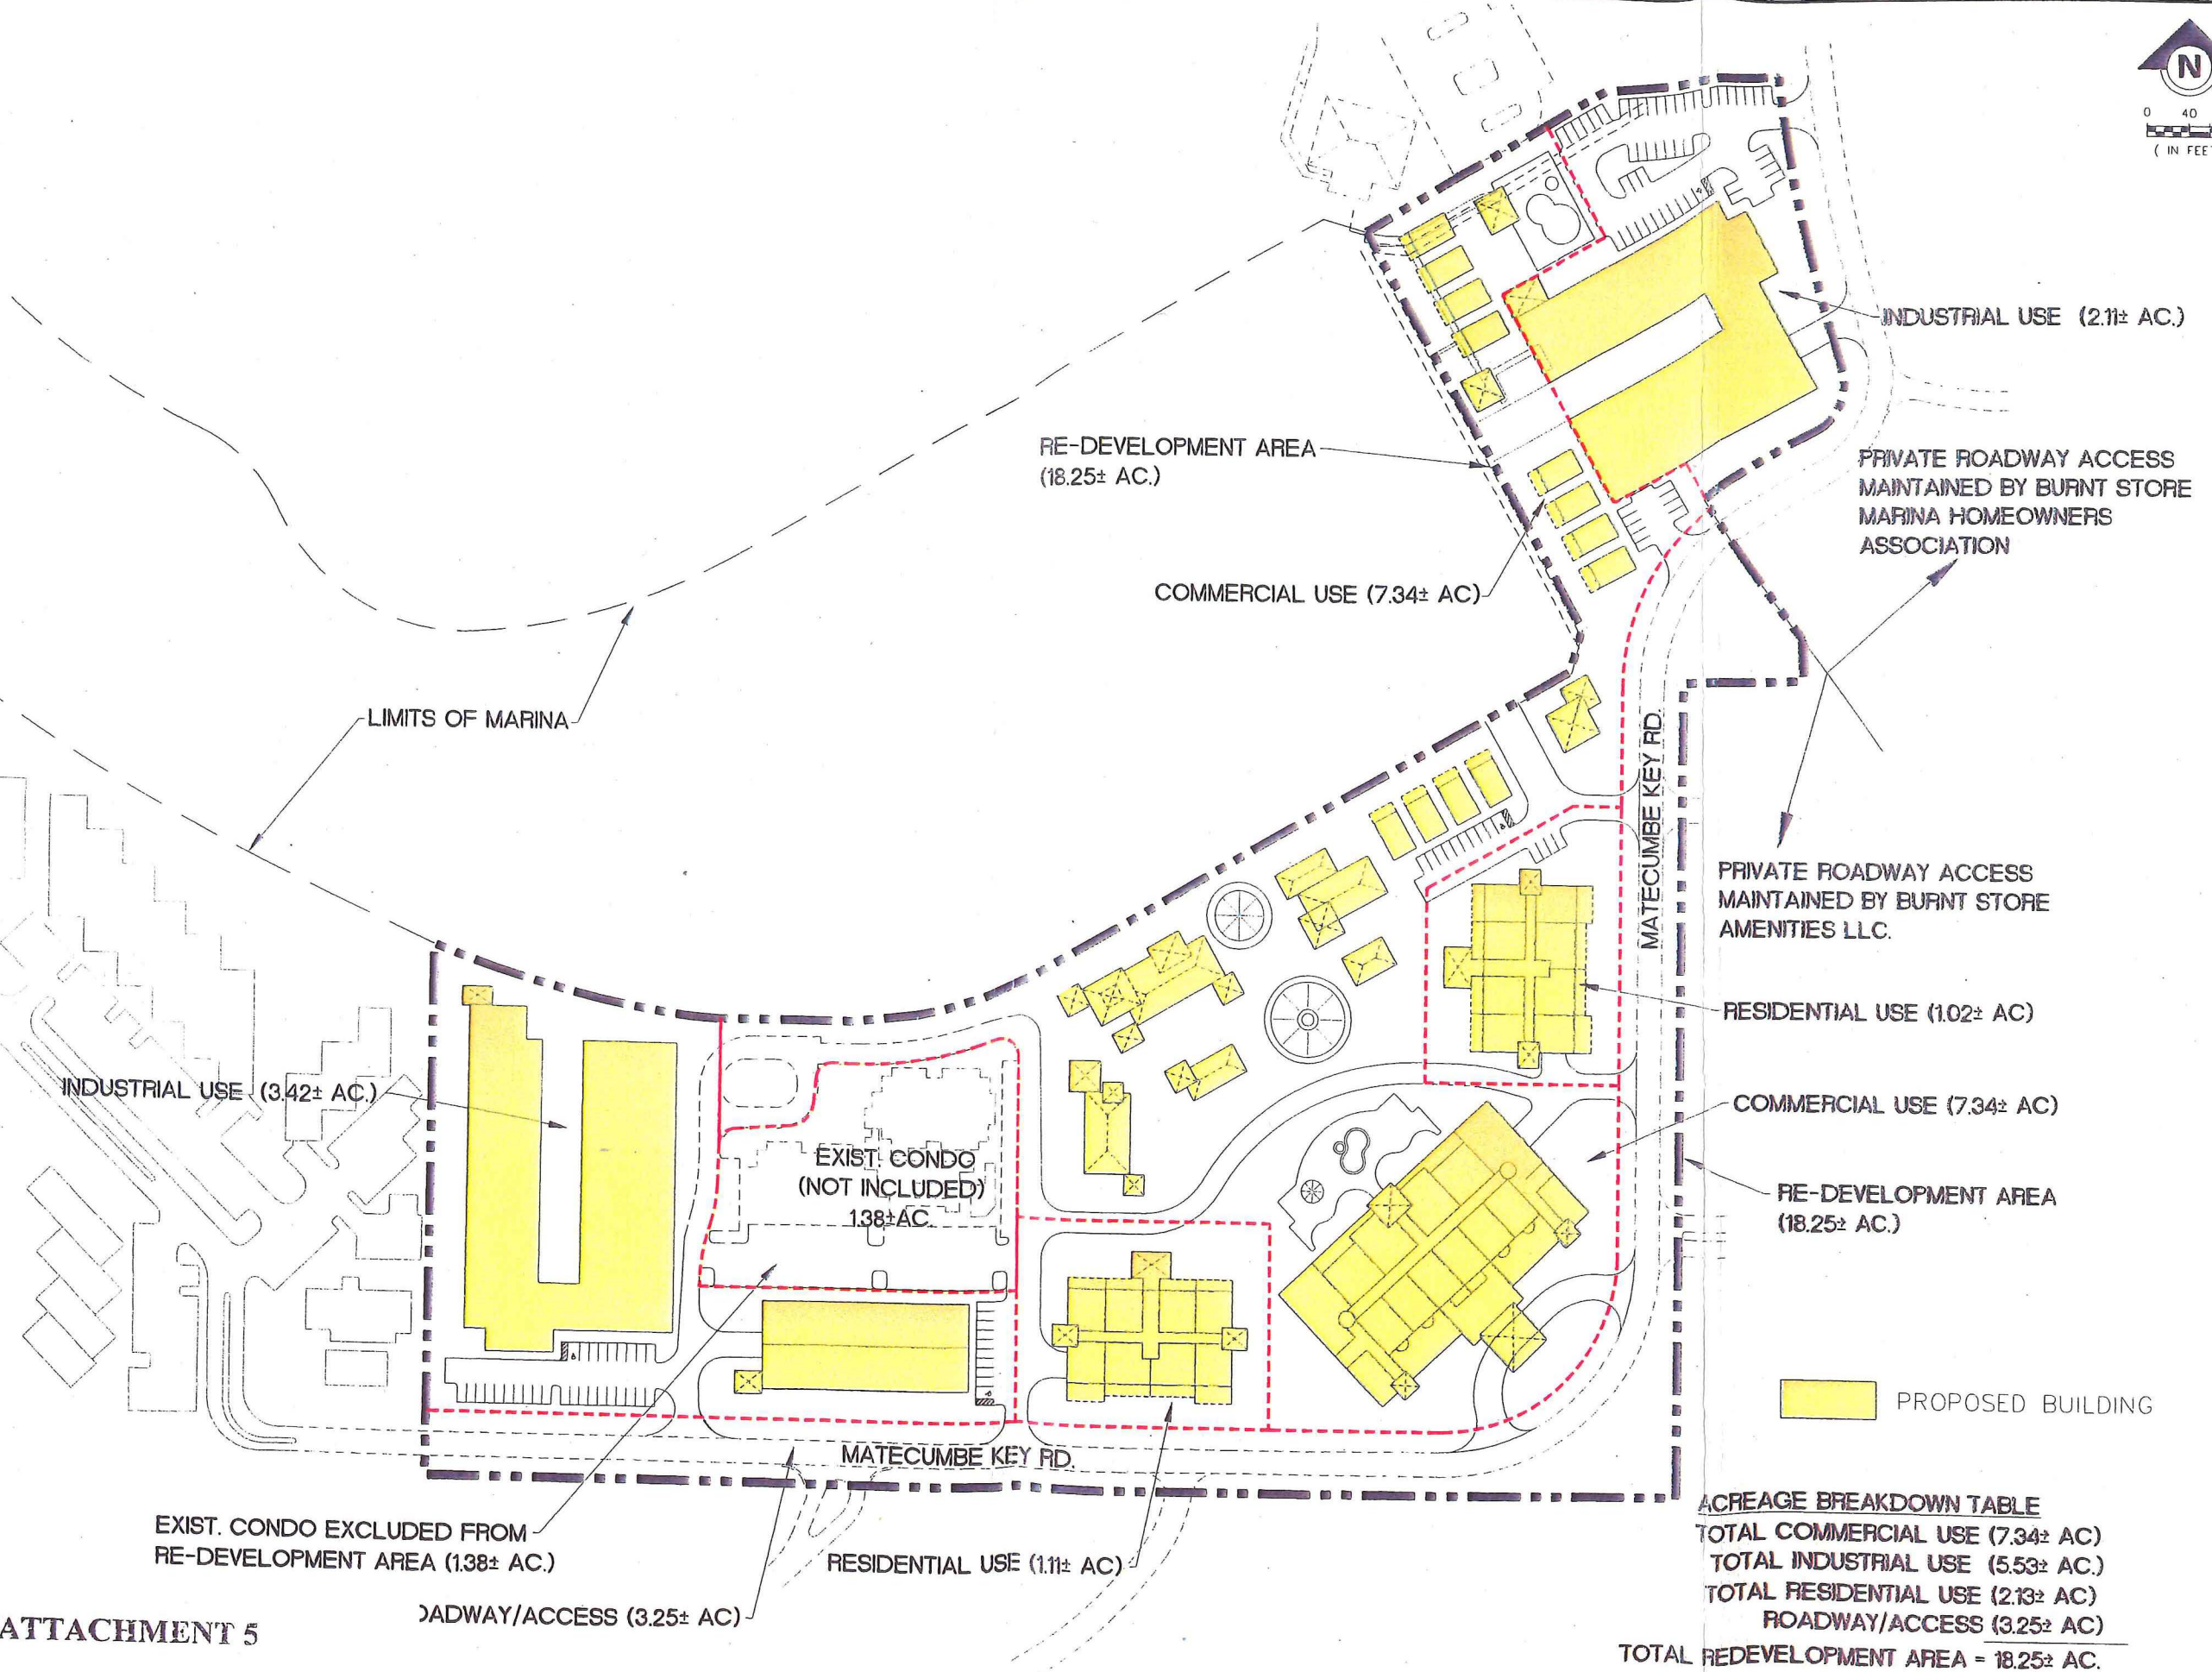 N
0 40
( IN FEE
INDUSTRIAL USE (2.11± AC.)
RE-DEVELOPMENT AREA
(18.25± AC.)
PRIVATE ROADWAY ACCESS
MAINTAINED BY BURNT STORE
MARINA HOMEOWNERS
ASSOCIATION
COMMERCIAL USE (7.34± AC)
LIMITS OF MARINA
MATECUMBE KEY RD.
PRIVATE ROADWAY ACCESS
MAINTAINED BY BURNT STORE
AMENITIES LLC.
RESIDENTIAL USE (1.02± AC)
INDUSTRIAL USE (3.42± AC.)
COMMERCIAL USE (7.34± AC)
EXIST. CONDO
(NOT INCLUDED)
1.38±AC.
RE-DEVELOPMENT AREA
(18.25± AC.)
PROPOSED BUILDING
MATECUMBE KEY RD.
EXIST. CONDO EXCLUDED FROM
RE-DEVELOPMENT AREA (1.38± AC.)
RESIDENTIAL USE (1.11± AC)
OADWAY/ACCESS (3.25± AC)
ATTACHMENT 5
ACREAGE BREAKDOWN TABLE
TOTAL COMMERCIAL USE (7.34± AC)
TOTAL INDUSTRIAL USE (5.53± AC.)
TOTAL RESIDENTIAL USE (2.13± AC)
ROADWAY/ACCESS (3.25± AC)
TOTAL REDEVELOPMENT AREA = 18.25± AC.